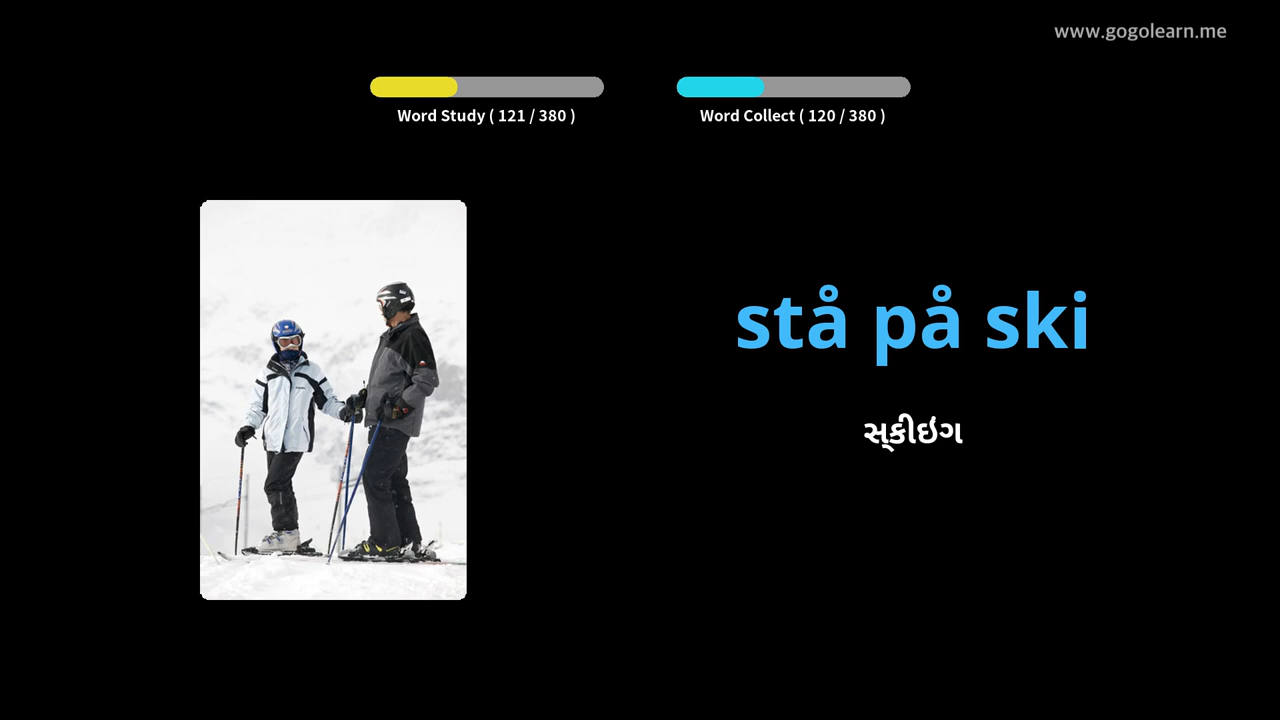 www.gogolearn.me
Word Study ( 121 / 380 )
Word Collect ( 120 / 380 )
stå på ski
સ્કીઇંગ